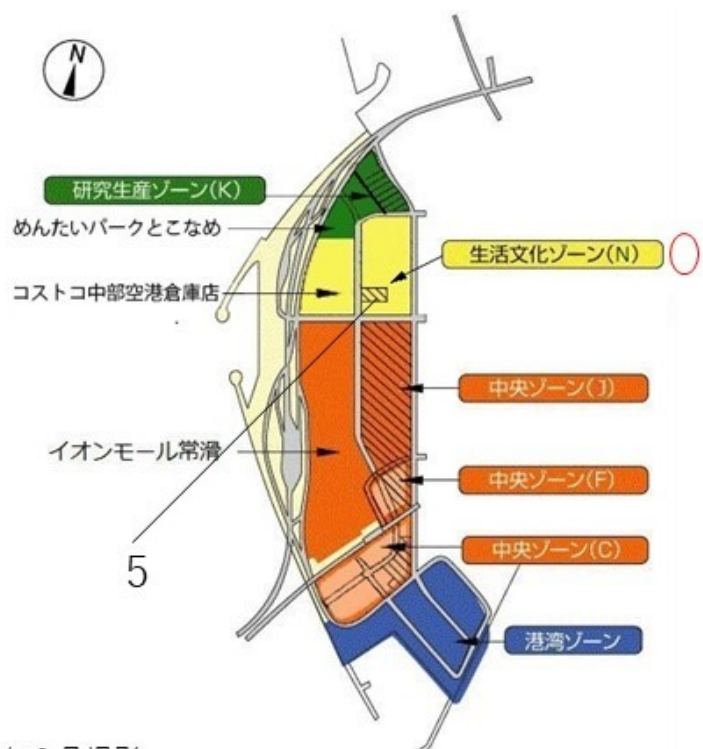 N
研究生産ゾーン(K)
めんたいパークとこなめ
生活文化ゾーン(N)
コストコ中部空港倉庫店
中央ゾーン(J)
イオンモール常滑
中央ゾーン(F)
中央ゾーン(C)
5
港湾ゾーン